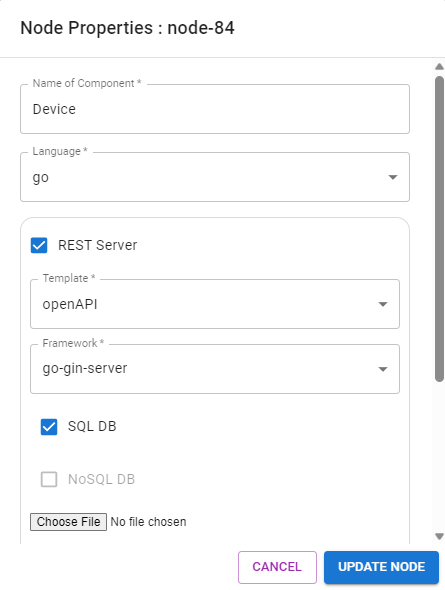 Node Properties : node-84
Name of Component *
Device
Language *
go
REST Server
Template *
openAPI
Framework *
go-gin-server
SQL DB
NoSQL DB
Choose File No file chosen
CANCEL UPDATE NODE